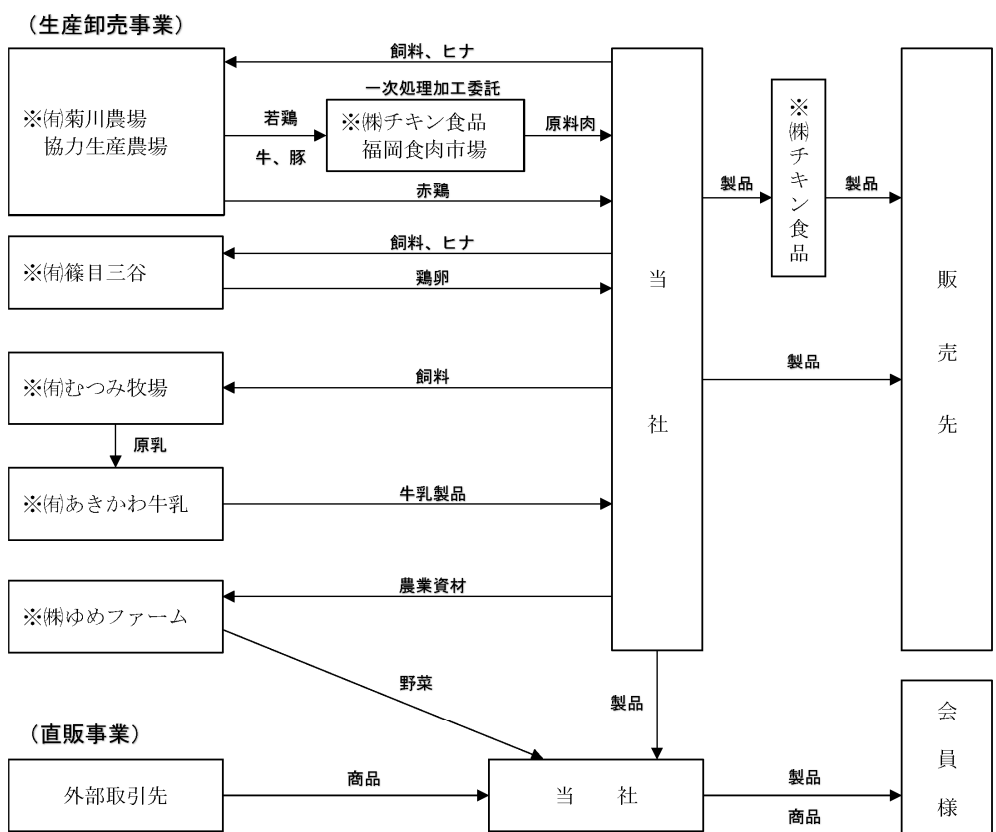 （生産卸売事業）
飼料、ヒナ
一次処理加工委託
※㈲菊川農場
協力生産農場
若鶏
牛、豚
※㈱チキン食品
福岡食肉市場
原料肉
赤鶏
※㈲篠目三谷
飼料、ヒナ
鶏卵
※㈲むつみ牧場
飼料
原乳
※㈲あきかわ牛乳
牛乳製品
※㈱ゆめファーム
農業資材
野菜
当社
製品
※㈱チキン食品
製品
製品
販売先
製品
（直販事業）
外部取引先
商品
当社
製品
商品
会員様